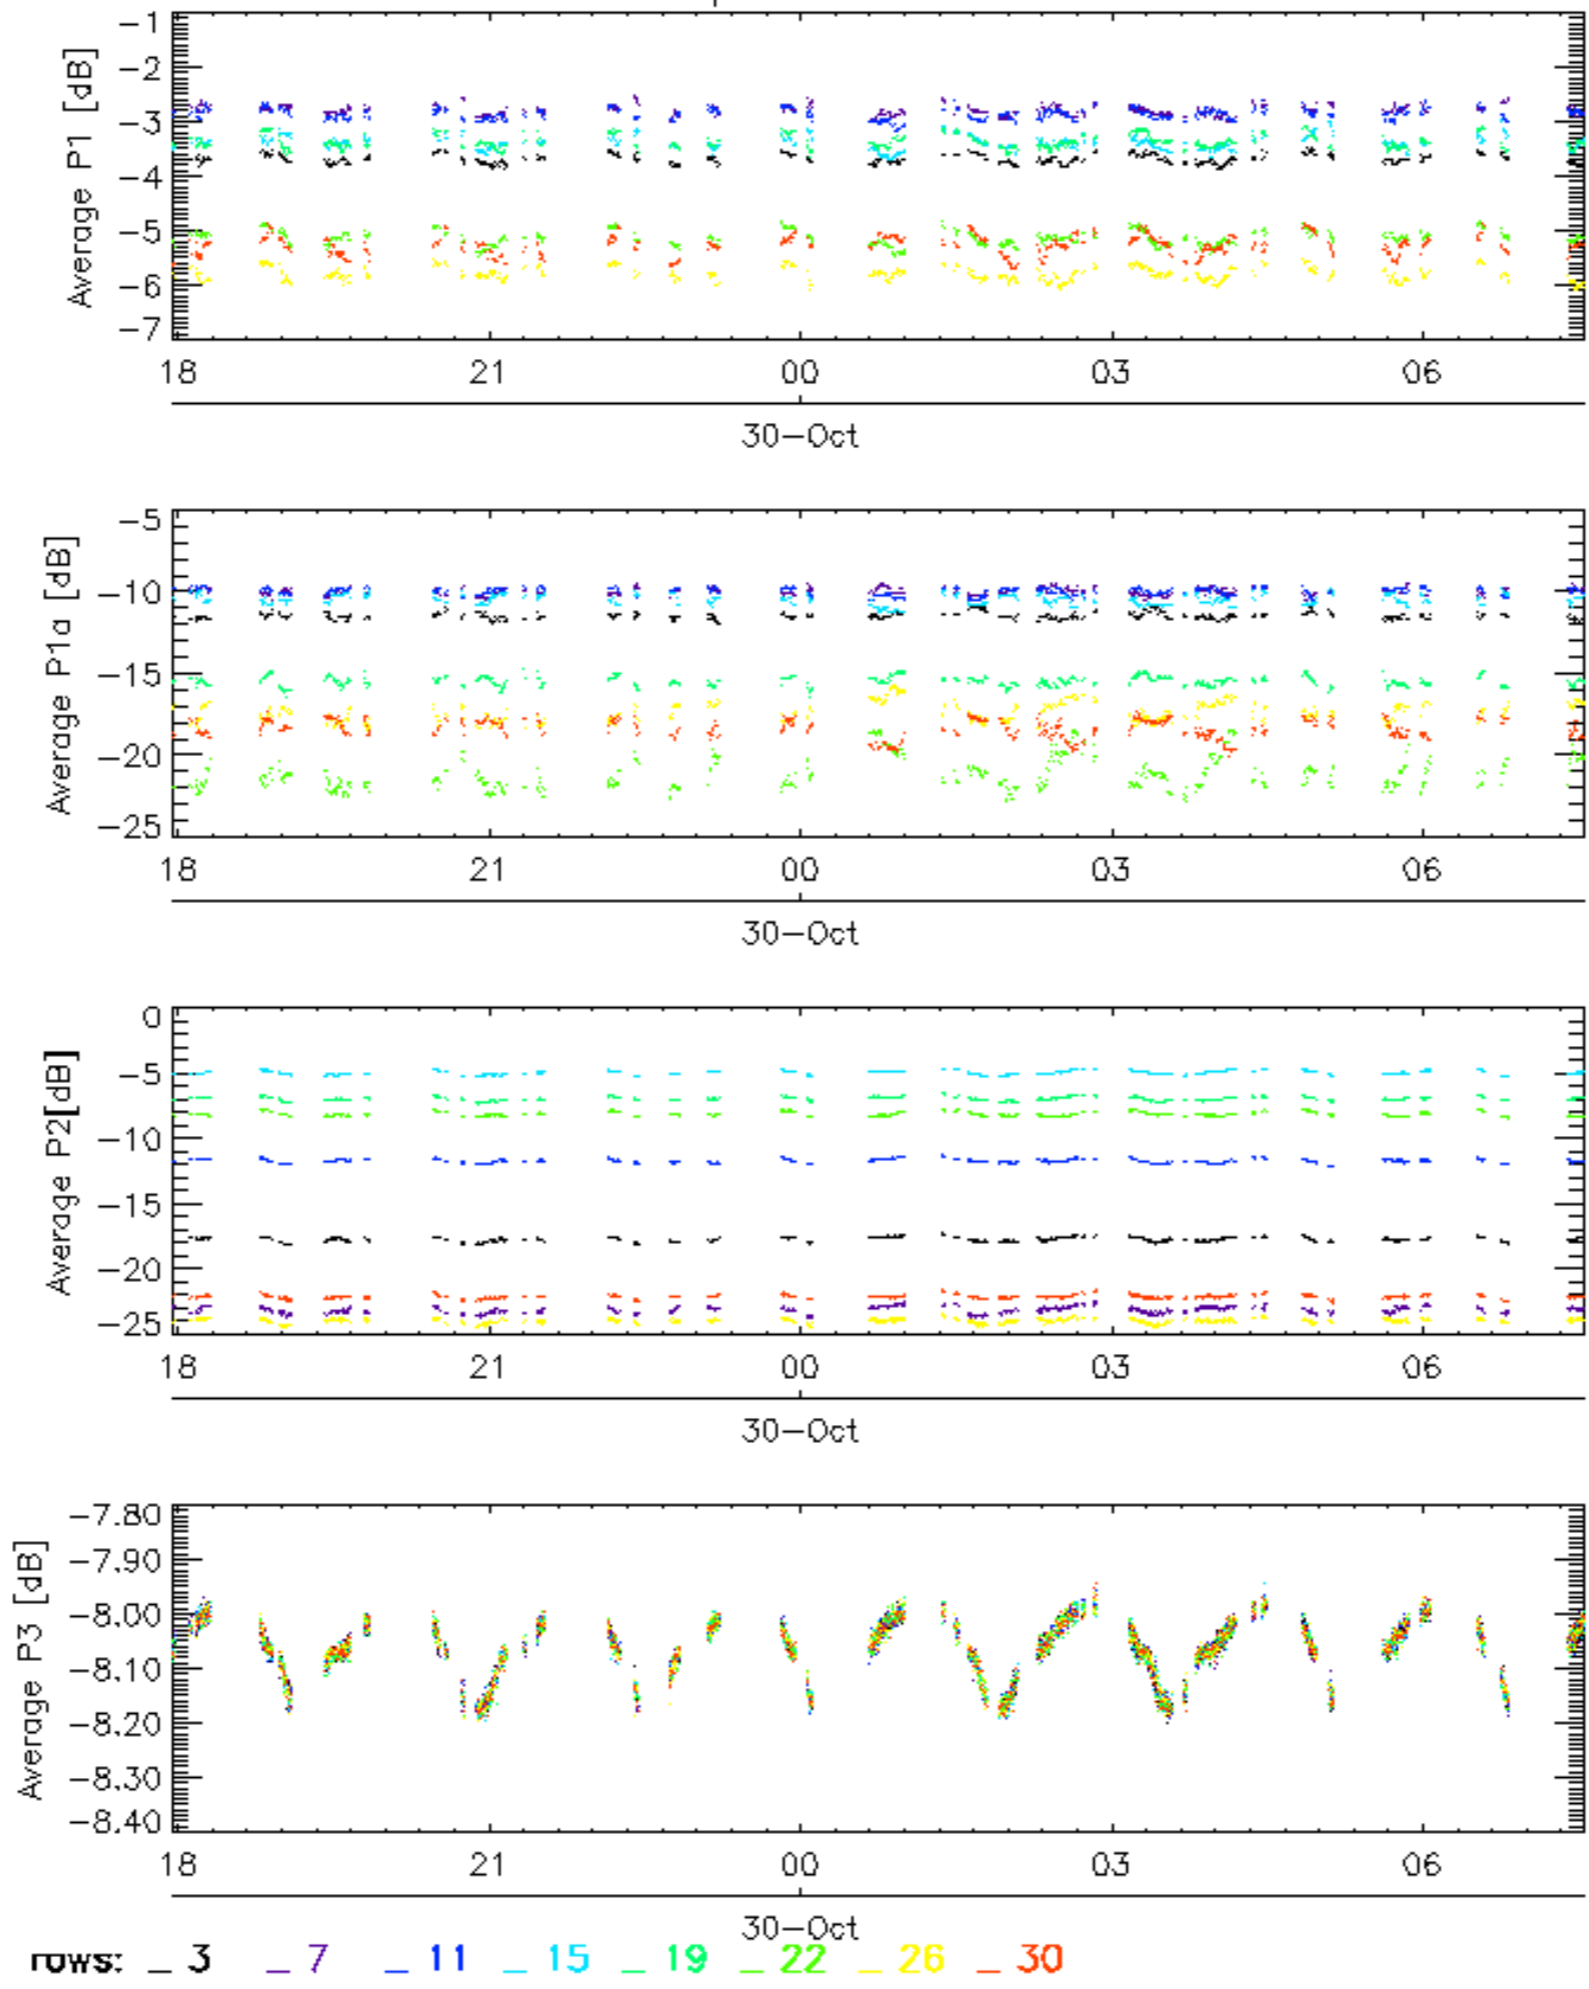 Average P1 [dB]
-1
-2
-3
-4
-5
-6
-7
18 21 00 03 06
30-Oct
Average P1a [dB]
-5
-10
-15
-20
-25
18 21 00 03 06
30-Oct
Average P2[dB]
0
-5
-10
-15
-20
-25
18 21 00 03 06
30-Oct
Average P3 [dB]
-7.80
-7.90
-8.00
-8.10
-8.20
-8.30
-8.40
18 21 00 03 06
30-Oct
rows: _ 3 _ 7 _ 11 _ 15 _ 19 _ 22 _ 26 _ 30